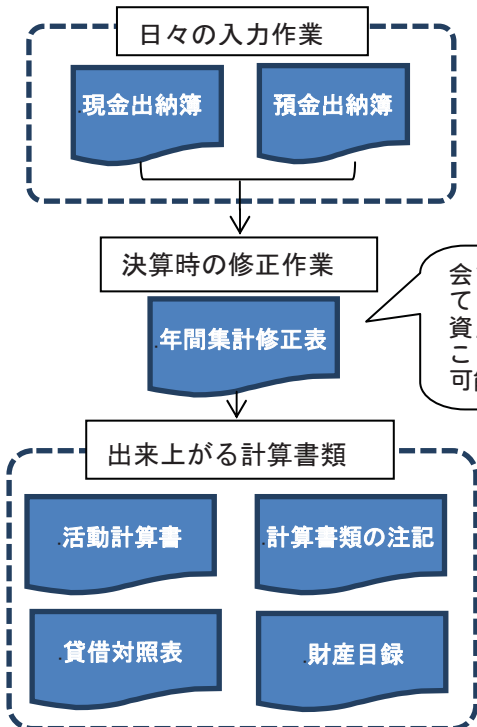 日々の入力作業
現金出納簿
預金出納簿
決算時の修正作業
年間集計修正表
会
て
資
こ
可能
出来上がる計算書類
活動計算書
計算書類の注記
貸借対照表
財産目録